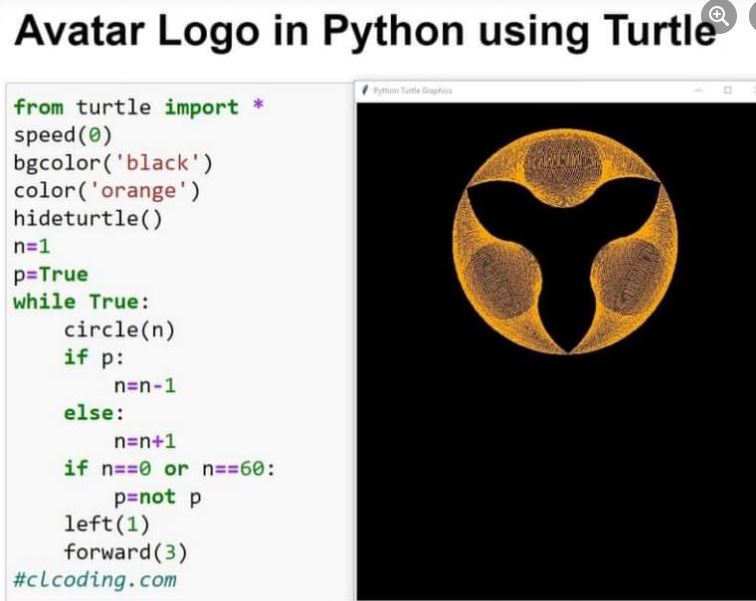 Avatar Logo in Python using Turtle
from turtle import *
speed(0)
bgcolor('black')
color('orange')
hideturtle()
n=1
p=True
while True:
    circle(n)
    if p:
        n=n-1
    else:
        n=n+1
    if n==0 or n==60:
        p=not p
    left(1)
    forward(3)
#clcoding.com
Python Turtle Graphics